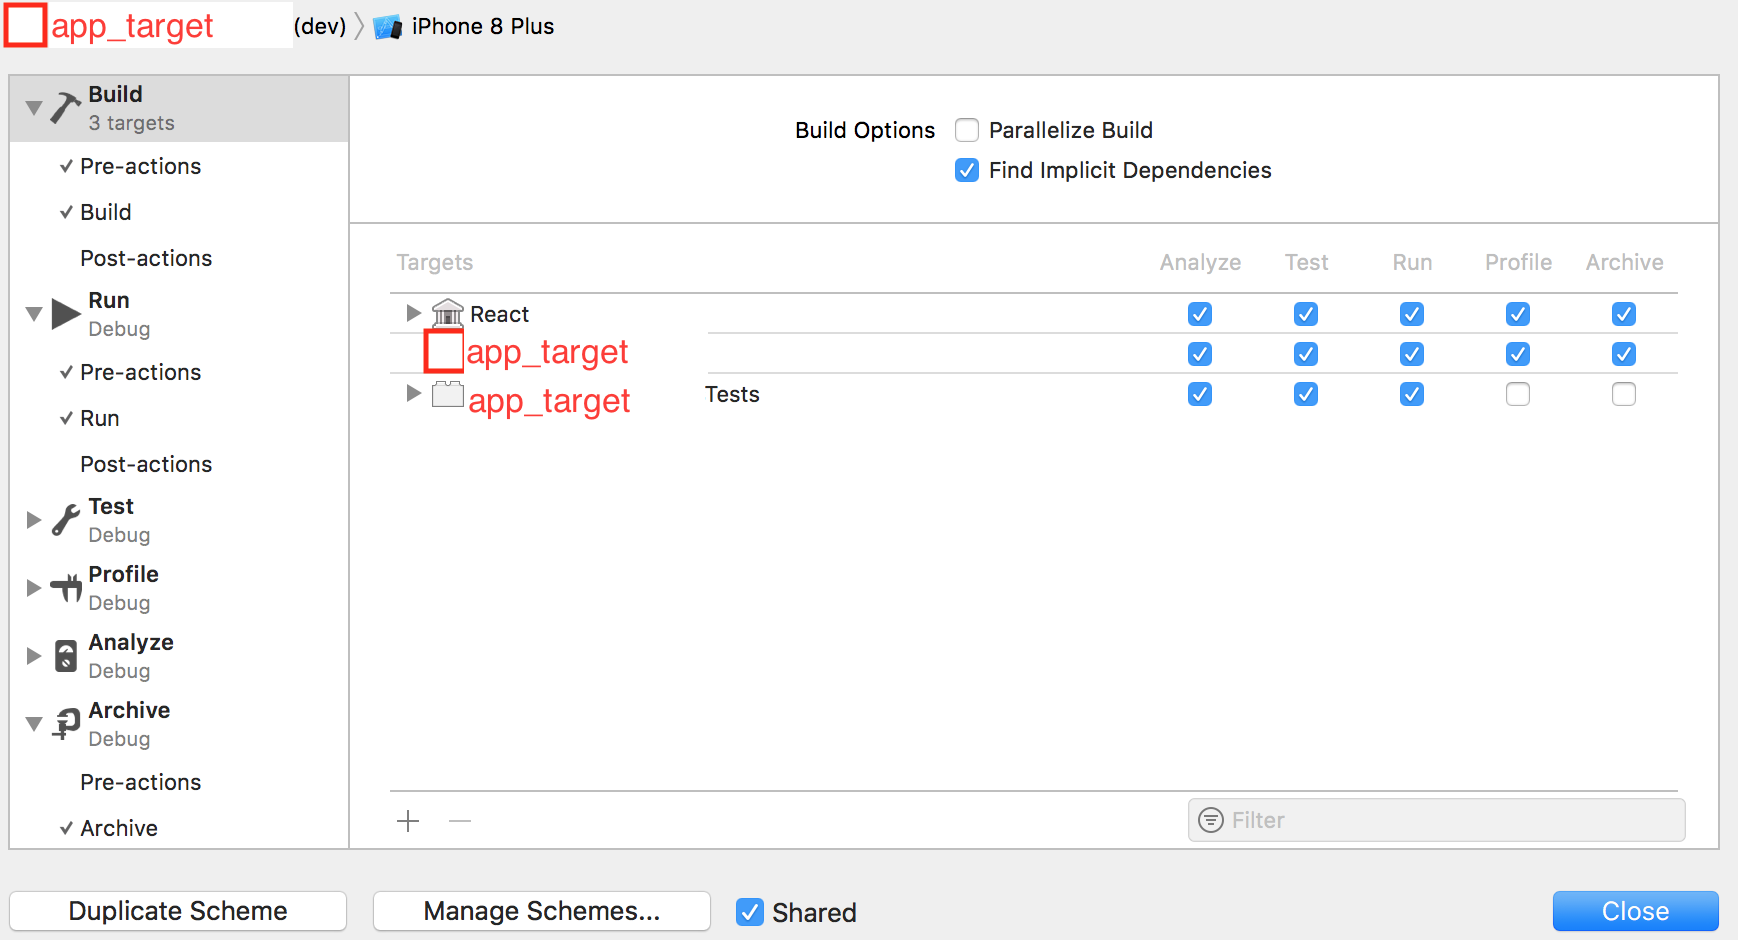 app_target (dev) iPhone 8 Plus
Build
3 targets
Pre-actions
Build
Post-actions
Run
Debug
Pre-actions
Run
Post-actions
Test
Debug
Profile
Debug
Analyze
Debug
Archive
Debug
Pre-actions
Archive
Build Options Parallelize Build
Find Implicit Dependencies
Targets Analyze Test Run Profile Archive
React
app_target
app_target Tests
Filter
Duplicate Scheme Manage Schemes... Shared Close